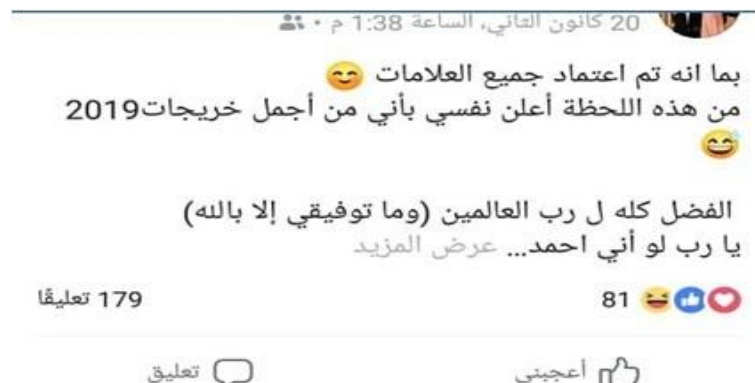 20 كانون الثاني، الساعة 1:38 م •
بما انه تم اعتماد جميع العلامات 😊
من هذه اللحظة أعلن نفسي بأني من أجمل خريجات2019
😅
الفضل كله ل رب العالمين (وما توفيقي إلا بالله)
يا رب لو أني احمد... عرض المزيد
81
179 تعليقًا
أعجبني
تعليق